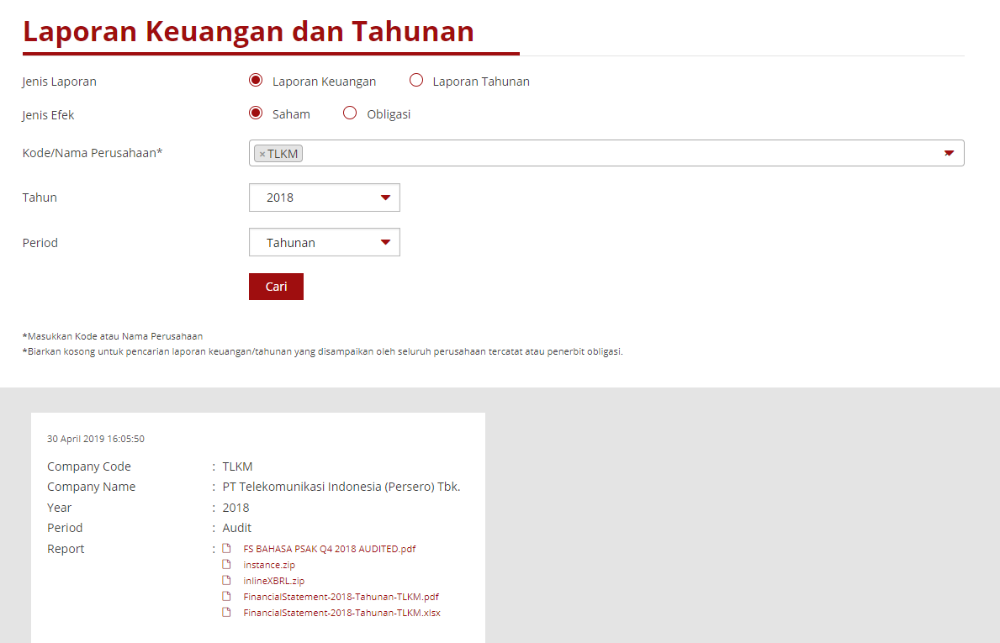 Laporan Keuangan dan Tahunan
Jenis Laporan Laporan Keuangan Laporan Tahunan
Jenis Efek Saham Obligasi
Kode/Nama Perusahaan* × TLKM
Tahun 2018
Period Tahunan
Cari
*Masukkan Kode atau Nama Perusahaan
*Biarkan kosong untuk pencarian laporan keuangan/tahunan yang disampaikan oleh seluruh perusahaan tercatat atau penerbit obligasi.
30 April 2019 16:05:50
Company Code : TLKM
Company Name : PT Telekomunikasi Indonesia (Persero) Tbk.
Year : 2018
Period : Audit
Report : FS BAHASA PSAK Q4 2018 AUDITED.pdf
instance.zip
inlineXBRL.zip
FinancialStatement-2018-Tahunan-TLKM.pdf
FinancialStatement-2018-Tahunan-TLKM.xlsx